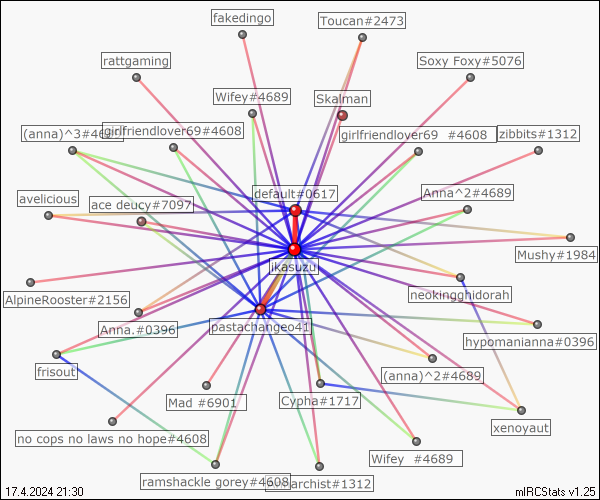 fakedingo
Toucan#2473
rattgaming
Soxy Foxy#5076
Wifey#4689
Skalman
(anna)^3#46
girlfriendlover69#4608
girlfriendlover69 #4608
zibbits#1312
default#0617
avelicious
ace deucy#7097
Anna^2#4689
Mushy#1984
ikasuzu
AlpineRooster#2156
neokingghidorah
Anna.#0396
pastachangeo41
hypomanianna#0396
frisout
(anna)^2#4689
Mad #6901
Cypha#1717
no cops no laws no hope#4608
xenoyaut
Wifey #4689
ramshackle gorey#4608
archist#1312
17.4.2024 21:30
mIRCStats v1.25